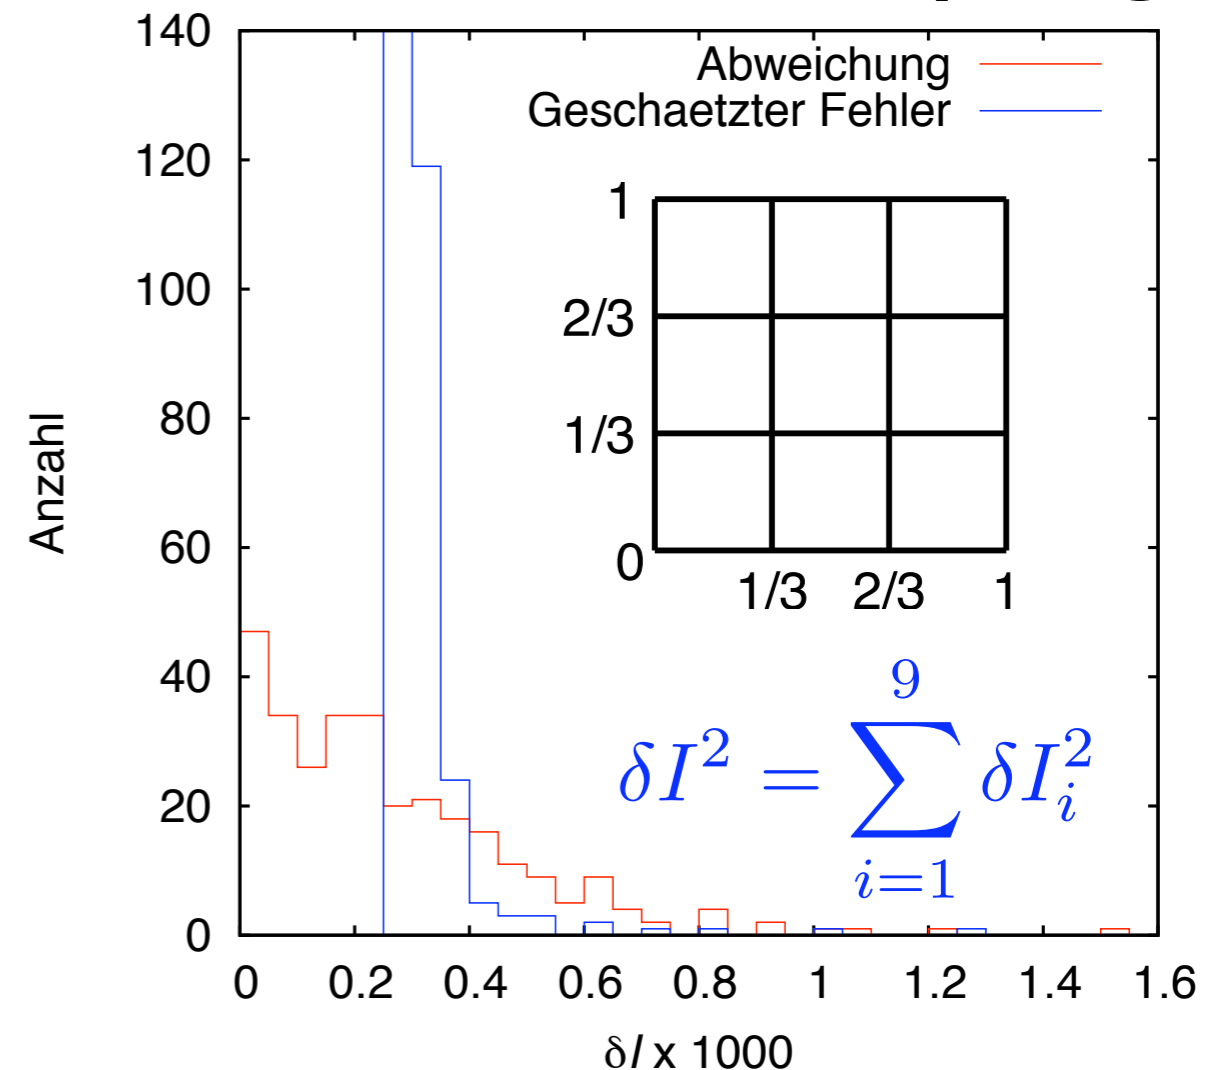 140
120
100
80
60
40
20
0
Anzahl
Abweichung
Geschaetzter Fehler
1
2/3
1/3
0
1/3 2/3 1
δI² = ∑_{i=1}^{9} δI_i²
0 0.2 0.4 0.6 0.8 1 1.2 1.4 1.6
δI x 1000